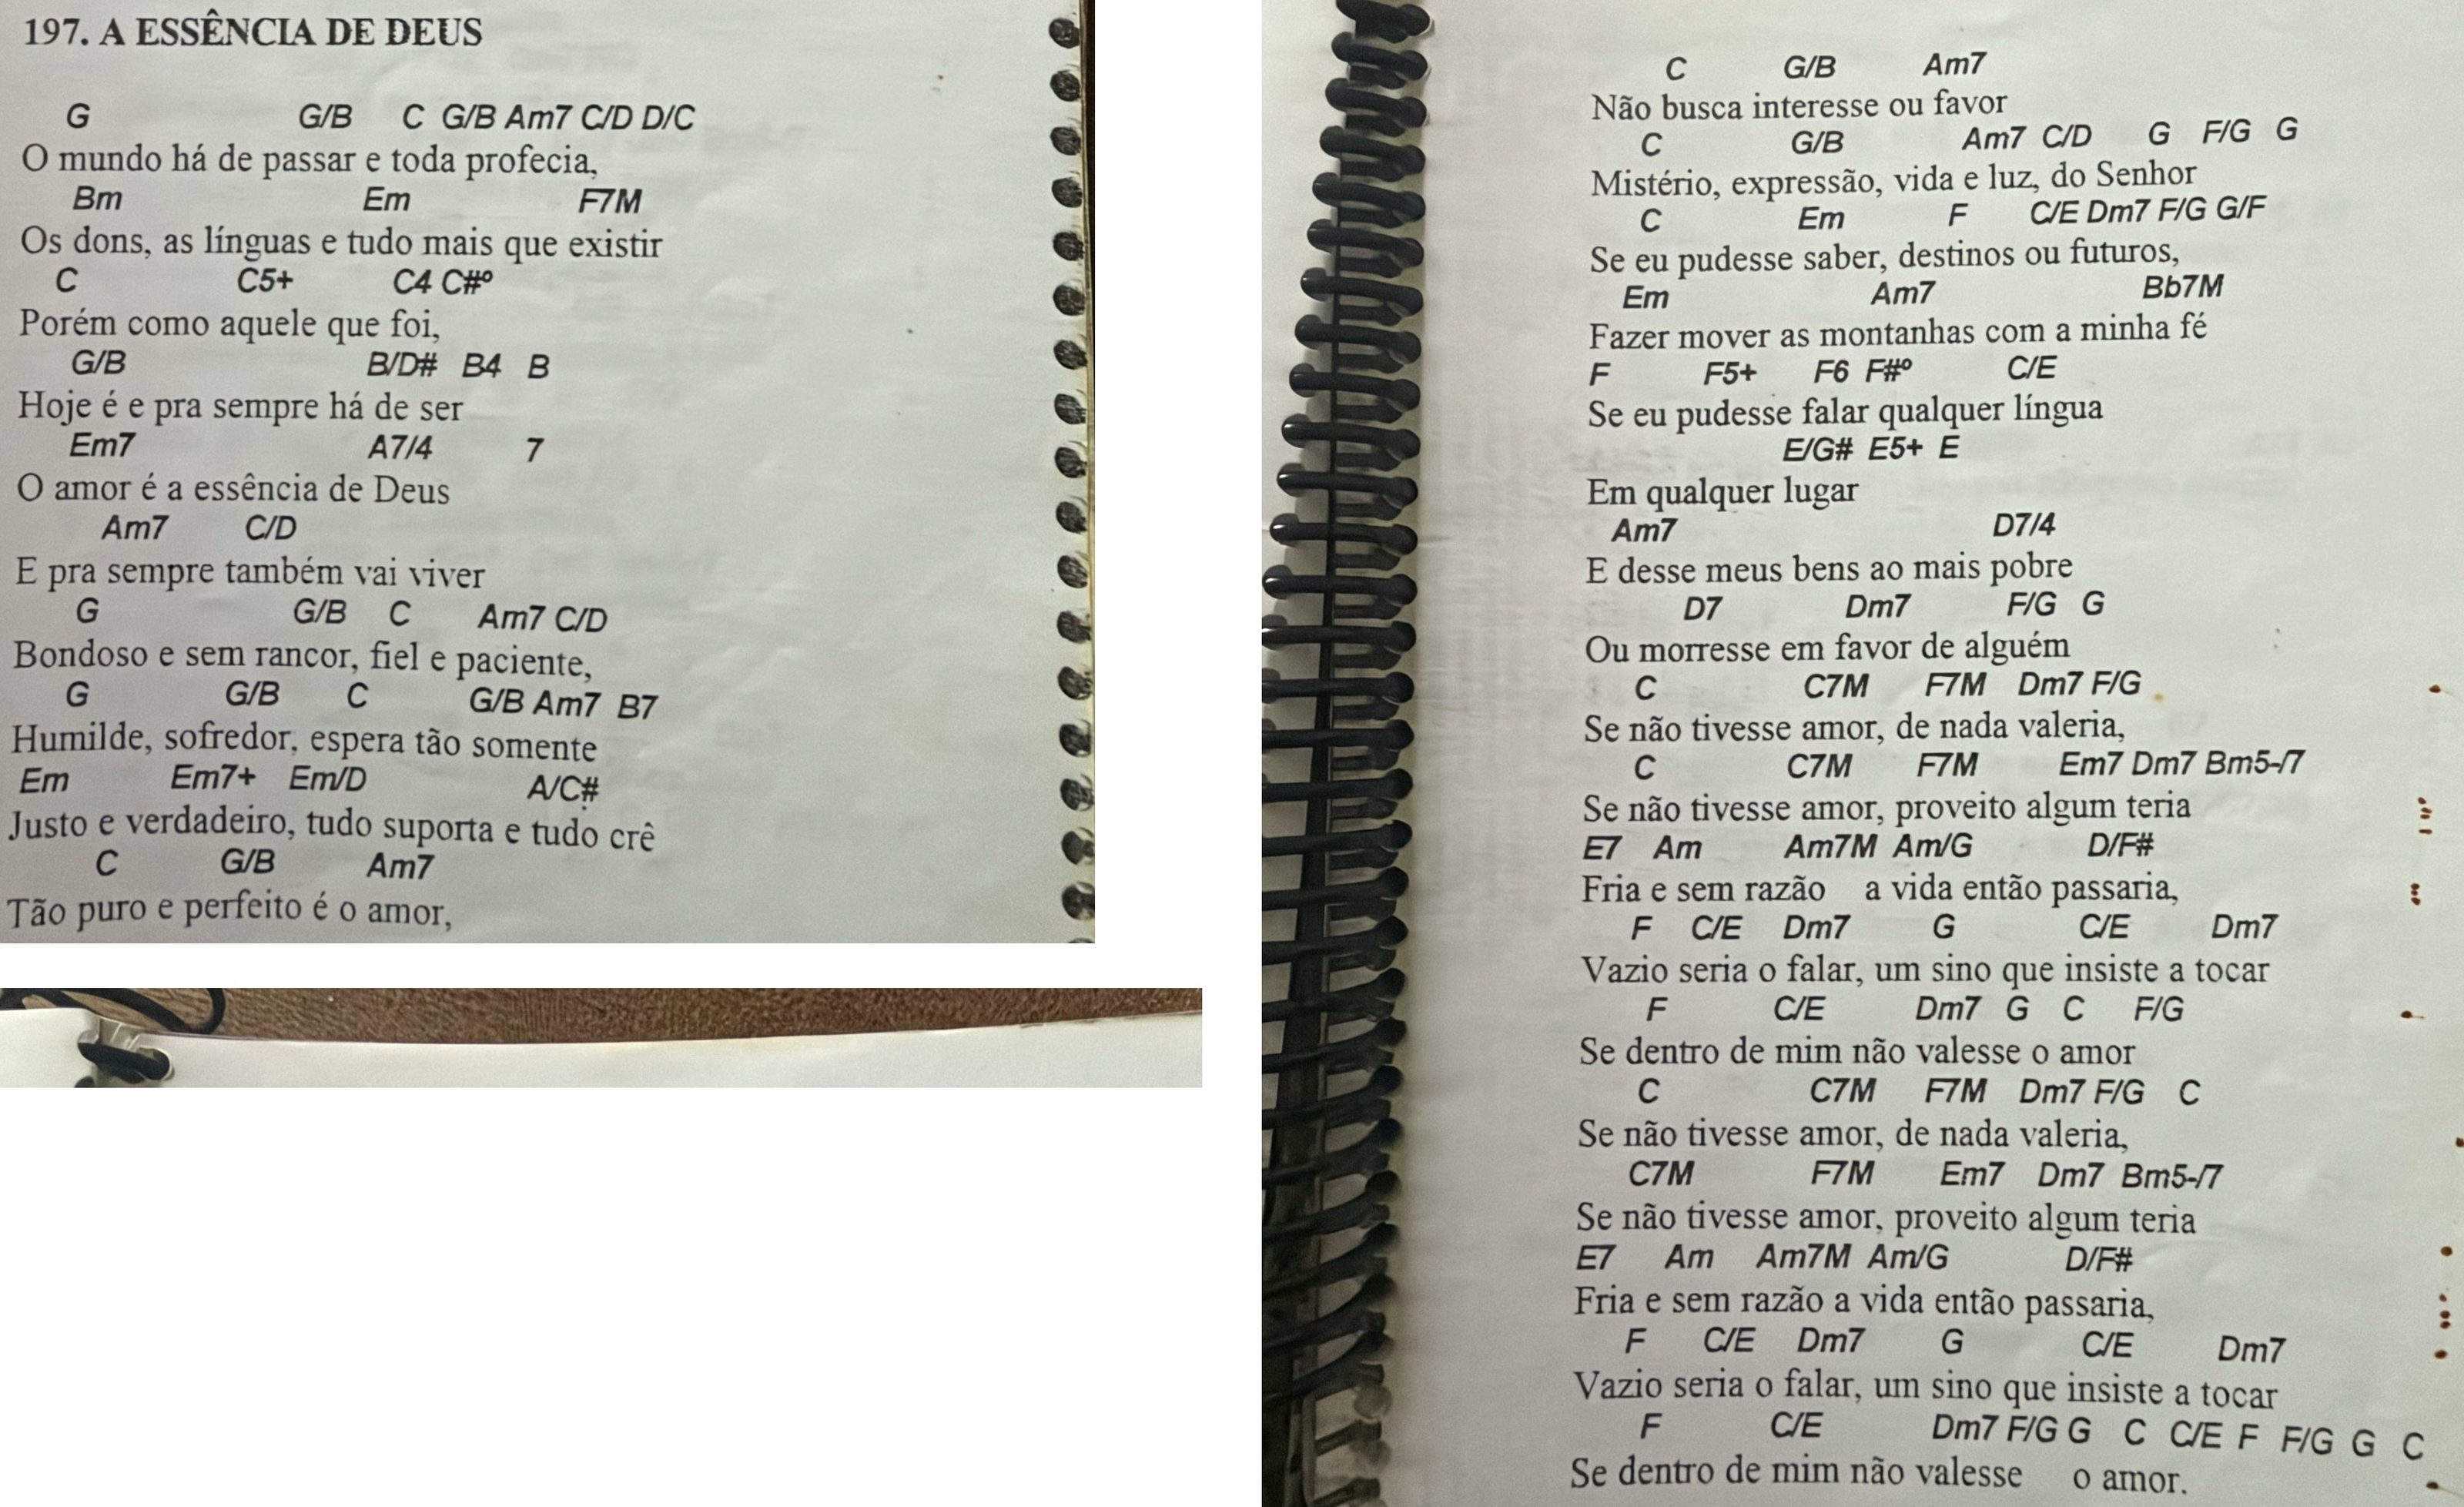 197. A ESSÊNCIA DE DEUS
G G/B C G/B Am7 C/D D/C
O mundo há de passar e toda profecia,
Bm Em F7M
Os dons, as línguas e tudo mais que existir
C C5+ C4 C#º
Porém como aquele que foi,
G/B B/D# B4 B
Hoje é e pra sempre há de ser
Em7 A7/4 7
O amor é a essência de Deus
Am7 C/D
E pra sempre também vai viver
G G/B C Am7 C/D
Bondoso e sem rancor, fiel e paciente,
G G/B C G/B Am7 B7
Humilde, sofredor, espera tão somente
Em Em7+ Em/D A/C#
Justo e verdadeiro, tudo suporta e tudo crê
C G/B Am7
Tão puro e perfeito é o amor,
C G/B Am7
Não busca interesse ou favor
C G/B Am7 C/D G F/G G
Mistério, expressão, vida e luz, do Senhor
C Em F C/E Dm7 F/G G/F
Se eu pudesse saber, destinos ou futuros,
Em Am7 Bb7M
Fazer mover as montanhas com a minha fé
F F5+ F6 F#º C/E
Se eu pudesse falar qualquer língua
E/G# E5+ E
Em qualquer lugar
Am7 D7/4
E desse meus bens ao mais pobre
D7 Dm7 F/G G
Ou morresse em favor de alguém
C C7M F7M Dm7 F/G
Se não tivesse amor, de nada valeria,
C C7M F7M Em7 Dm7 Bm5-/7
Se não tivesse amor, proveito algum teria
E7 Am Am7M Am/G D/F#
Fria e sem razão a vida então passaria,
F C/E Dm7 G C/E Dm7
Vazio seria o falar, um sino que insiste a tocar
F C/E Dm7 G C F/G
Se dentro de mim não valesse o amor
C C7M F7M Dm7 F/G C
Se não tivesse amor, de nada valeria,
C7M F7M Em7 Dm7 Bm5-/7
Se não tivesse amor, proveito algum teria
E7 Am Am7M Am/G D/F#
Fria e sem razão a vida então passaria,
F C/E Dm7 G C/E Dm7
Vazio seria o falar, um sino que insiste a tocar
F C/E Dm7 F/G G C C/E F F/G G C
Se dentro de mim não valesse o amor.